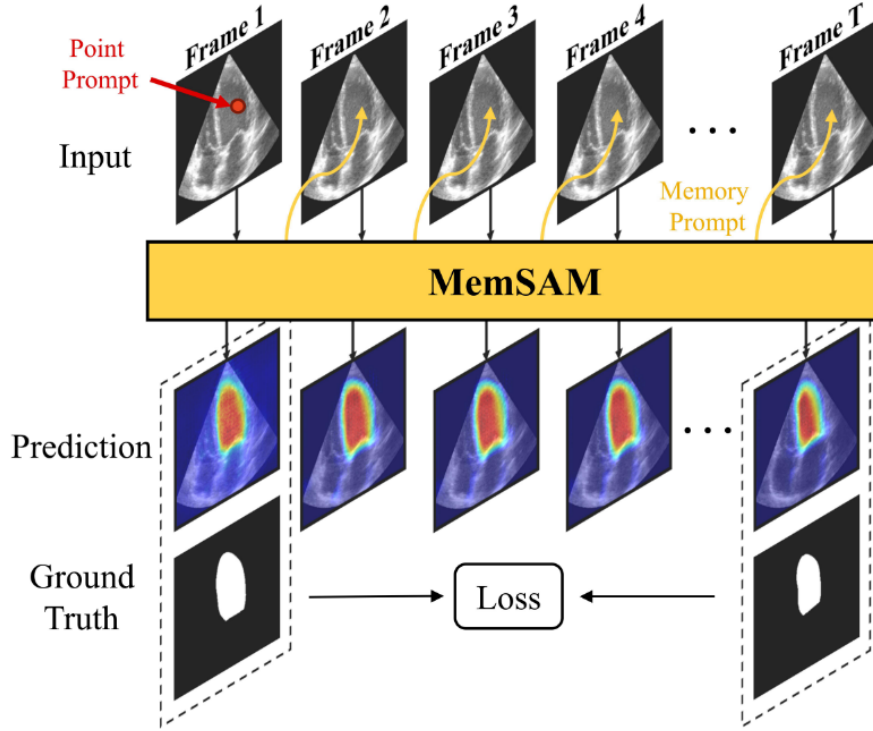 Frame 1
Frame 2
Frame 3
Frame 4
Frame T
Point
Prompt
Input
. . .
Memory
Prompt
MemSAM
Prediction
. . .
Ground
Truth
Loss